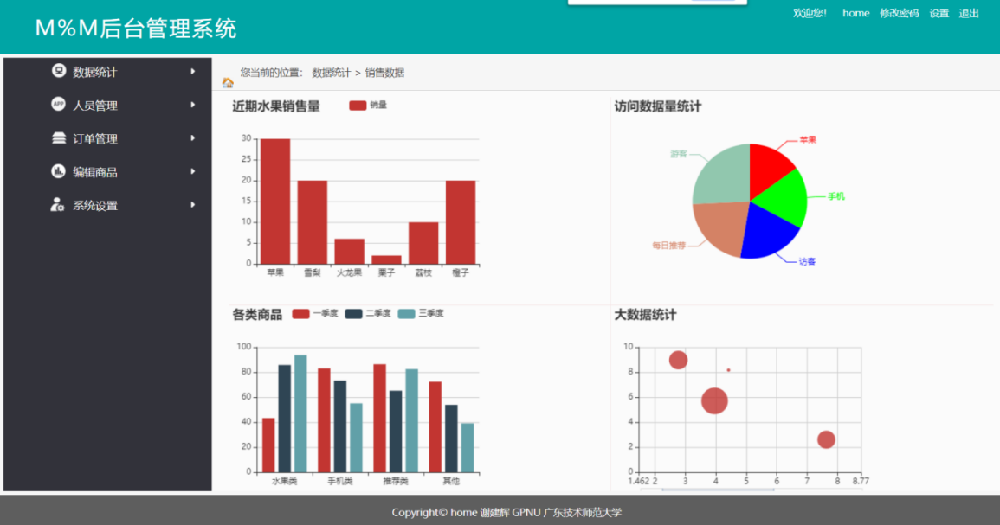 M%M后台管理系统
欢迎您! home 修改密码 设置 退出
数据统计
人员管理
订单管理
编辑商品
系统设置
您当前的位置: 数据统计 > 销售数据
近期水果销售量 销量
30
25
20
15
10
5
0
苹果 雪梨 火龙果 栗子 荔枝 橙子
访问数据量统计
苹果
游客
手机
每日推荐
访客
各类商品 一季度 二季度 三季度
100
80
60
40
20
0
水果类 手机类 推荐类 其他
大数据统计
10
8
6
4
2
0
1.462 2 3 4 5 6 7 8 8.77
Copyright© home 谢建辉 GPNU 广东技术师范大学